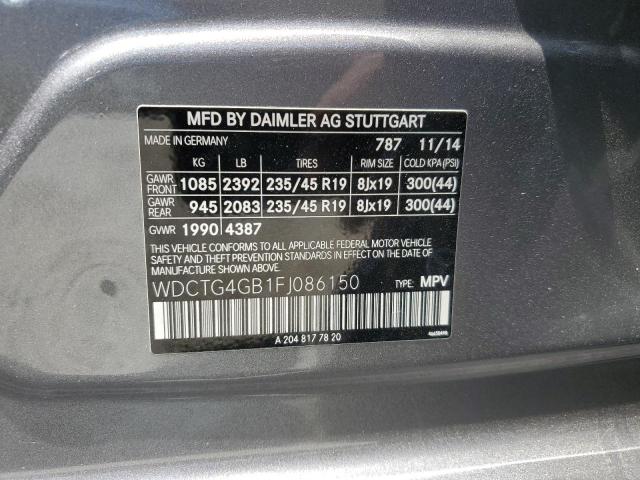 MFD BY DAIMLER AG STUTTGART
MADE IN GERMANY 787 11/14
KG LB TIRES RIM SIZE COLD KPA(PSI)
GAWR FRONT 1085 2392 235/45 R19 8Jx19 300(44)
GAWR REAR 945 2083 235/45 R19 8Jx19 300(44)
GVWR 1990 4387
THIS VEHICLE CONFORMS TO ALL APPLICABLE FEDERAL MOTOR VEHICLE
SAFETY AND THEFT PREVENTION STANDARDS IN EFFECT ON THE DATE
OF MANUFACTURE SHOWN ABOVE.
WDCTG4GB1FJ086150 TYPE: MPV
A 204 817 78 20